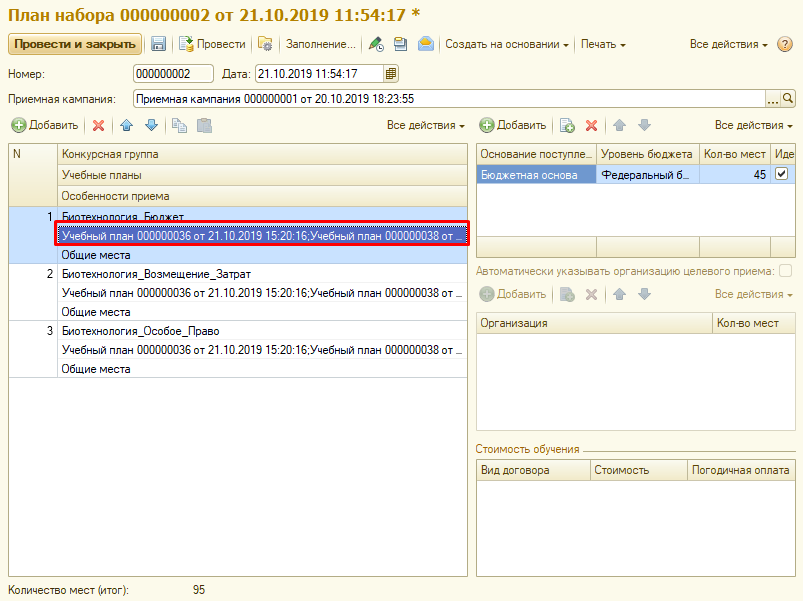 План набора 000000002 от 21.10.2019 11:54:17 *
Провести и закрыть Провести Заполнение... Создать на основании Печать Все действия ?
Номер: 000000002 Дата: 21.10.2019 11:54:17
Приемная кампания: Приемная кампания 000000001 от 20.10.2019 18:23:55 ...
Добавить Все действия
N Конкурсная группа
Учебные планы
Особенности приема
1 Биотехнология_Бюджет
Учебный план 000000036 от 21.10.2019 15:20:16;Учебный план 000000038 от ...
Общие места
2 Биотехнология_Возмещение_Затрат
Учебный план 000000036 от 21.10.2019 15:20:16;Учебный план 000000038 от ...
Общие места
3 Биотехнология_Особое_Право
Учебный план 000000036 от 21.10.2019 15:20:16;Учебный план 000000038 от ...
Общие места
Добавить Все действия
Основание поступле... Уровень бюджета Кол-во мест Иде
Бюджетная основа Федеральный б... 45
Автоматически указывать организацию целевого приема:
Добавить Все действия
Организация Кол-во мест
Стоимость обучения
Вид договора Стоимость Погодичная оплата
Количество мест (итог): 95